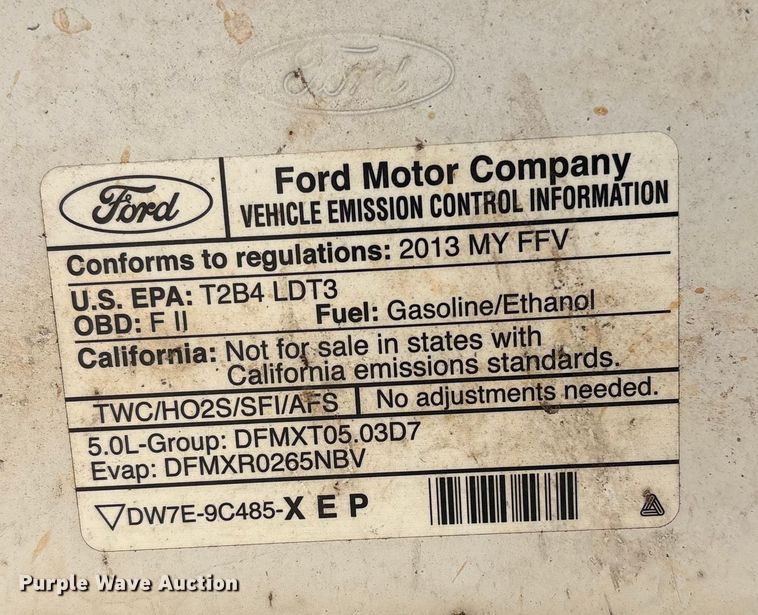 Ford
Ford
Ford Motor Company
VEHICLE EMISSION CONTROL INFORMATION
Conforms to regulations: 2013 MY FFV
U.S. EPA: T2B4 LDT3
OBD: F II
Fuel: Gasoline/Ethanol
California: Not for sale in states with
California emissions standards.
TWC/HO2S/SFI/AFS
No adjustments needed.
5.0L-Group: DFMXT05.03D7
Evap: DFMXR0265NBV
▽DW7E-9C485-X E P
Purple Wave Auction